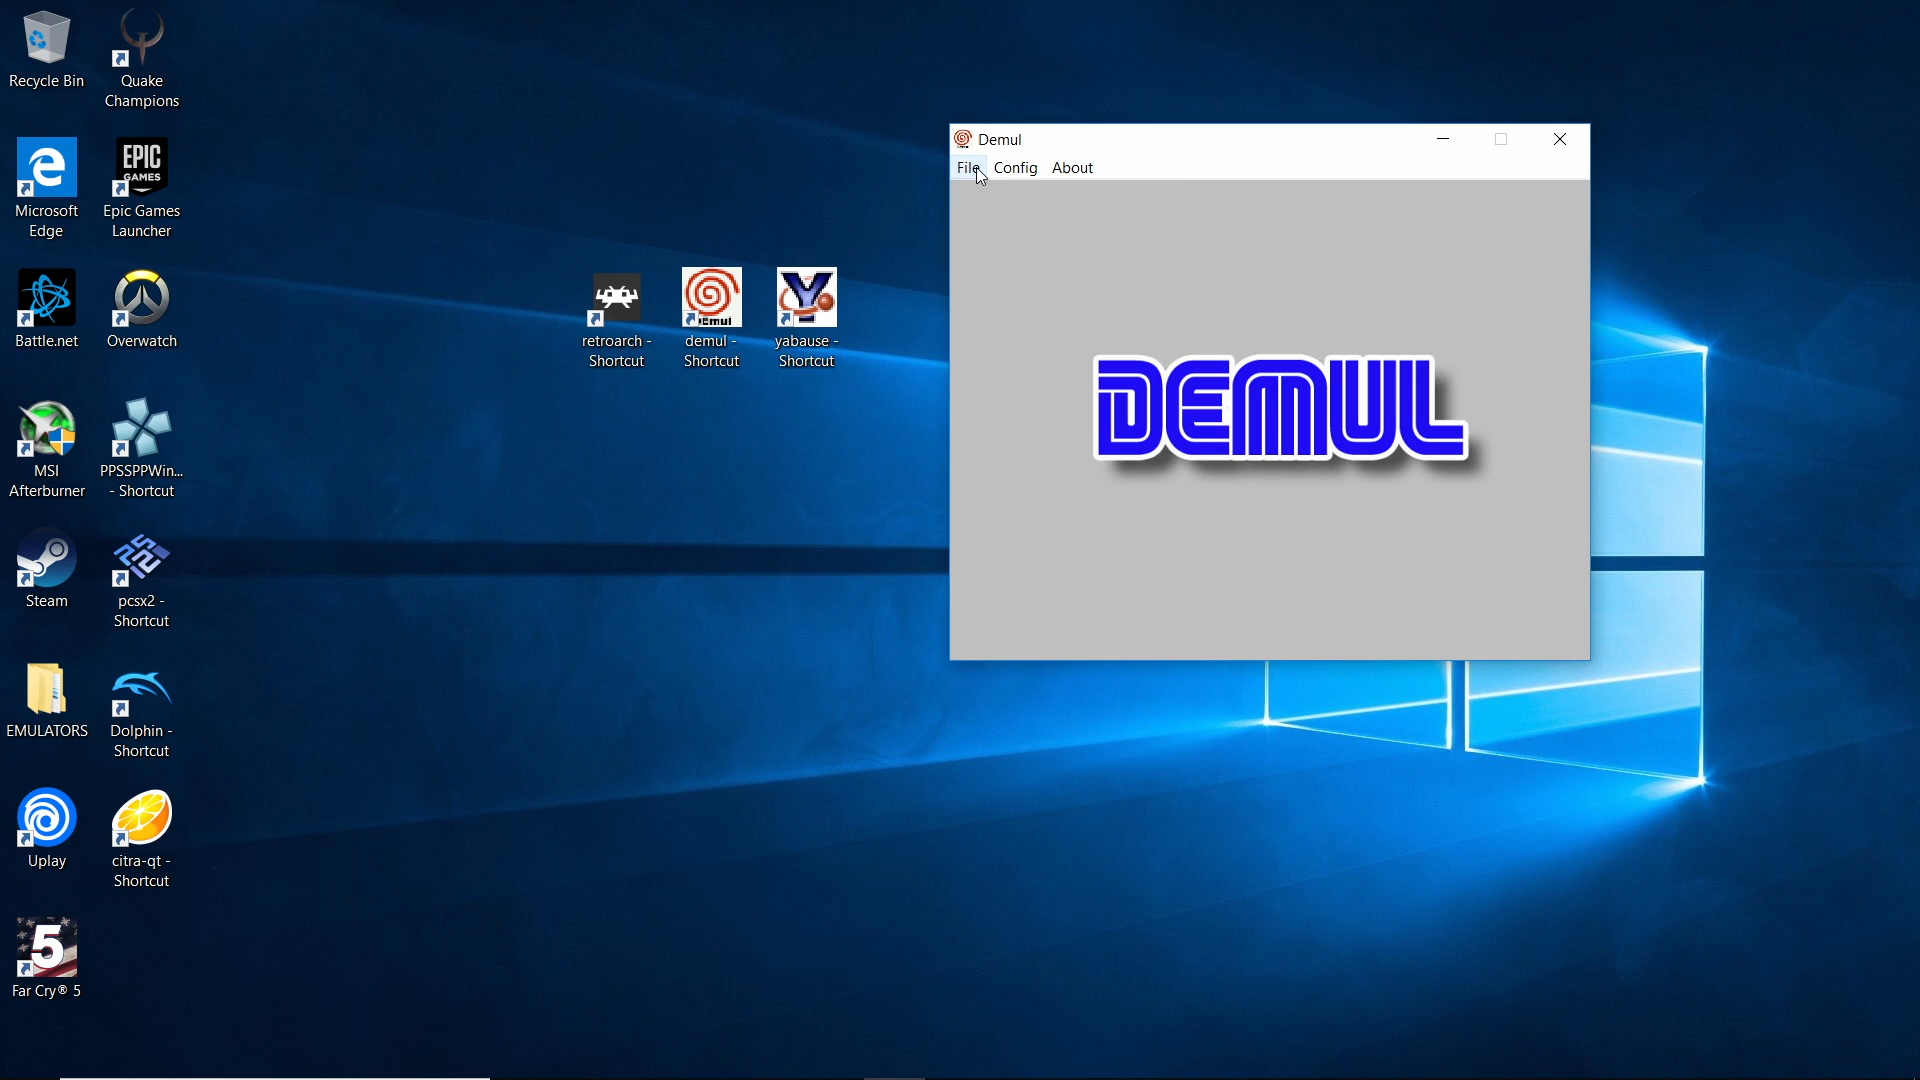 Recycle Bin
Quake
Champions
EPIC
GAMES
Microsoft
Edge
Epic Games
Launcher
Battle.net
Overwatch
MSI
Afterburner
PPSSPPWin...
- Shortcut
Steam
pcsx2 -
Shortcut
EMULATORS
Dolphin -
Shortcut
Uplay
citra-qt -
Shortcut
5
Far Cry® 5
retroarch -
Shortcut
DEmul
demul -
Shortcut
Y
yabause -
Shortcut
Demul
File Config About
DEMUL